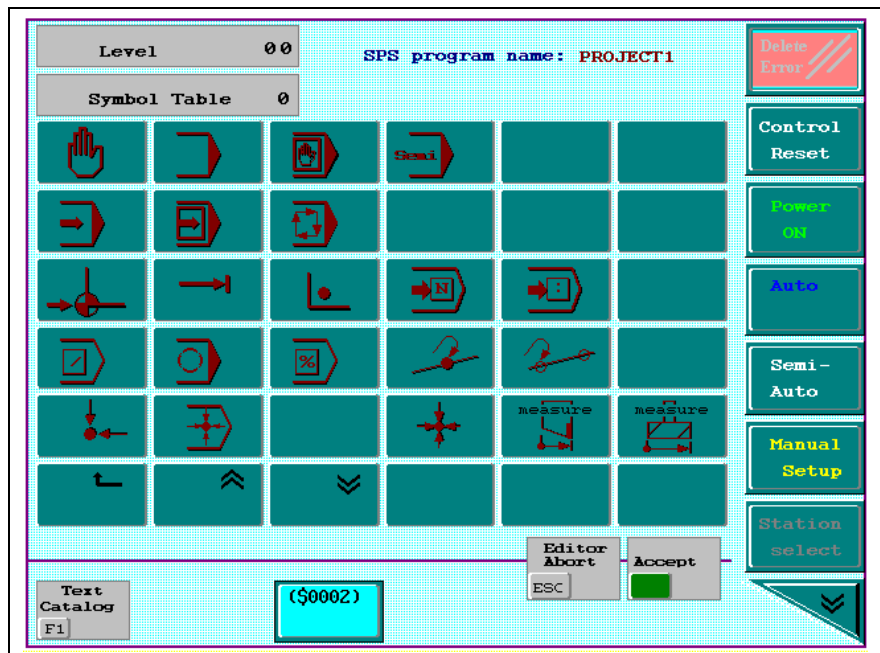 Level 00
SPS program name: PROJECT1
Delete
Error
Symbol Table 0
Control
Reset
Semi
Power
ON
N
:
Auto
%
Semi-
Auto
measure
measure
Manual
Setup
Station
select
Editor
Abort
ESC
Accept
Text
Catalog
F1
($0002)